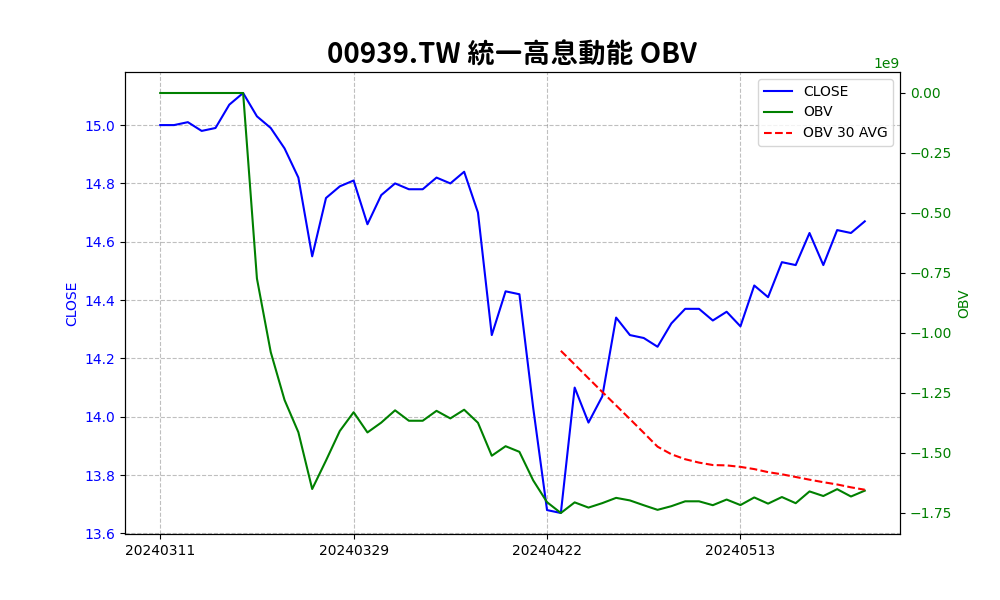 00939.TW 統一高息動能 OBV
1e9
CLOSE
OBV
OBV 30 AVG
15.0
14.8
14.6
14.4
14.2
14.0
13.8
13.6
CLOSE
0.00
−0.25
−0.50
−0.75
−1.00
−1.25
−1.50
−1.75
OBV
20240311
20240329
20240422
20240513